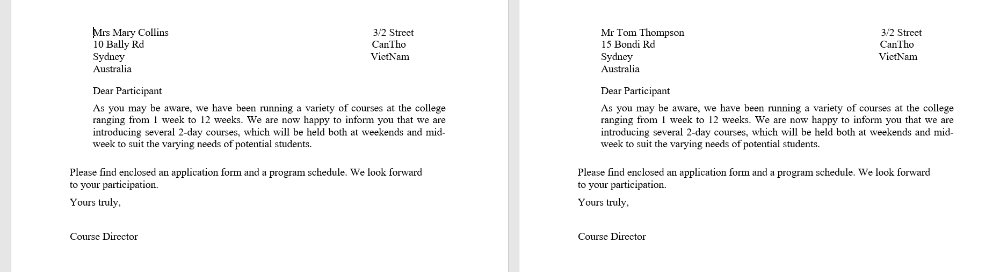 Mrs Mary Collins 3/2 Street
10 Bally Rd CanTho
Sydney VietNam
Australia
Dear Participant
As you may be aware, we have been running a variety of courses at the college
ranging from 1 week to 12 weeks. We are now happy to inform you that we are
introducing several 2-day courses, which will be held both at weekends and mid-
week to suit the varying needs of potential students.
Please find enclosed an application form and a program schedule. We look forward
to your participation.
Yours truly,
Course Director
Mr Tom Thompson 3/2 Street
15 Bondi Rd CanTho
Sydney VietNam
Australia
Dear Participant
As you may be aware, we have been running a variety of courses at the college
ranging from 1 week to 12 weeks. We are now happy to inform you that we are
introducing several 2-day courses, which will be held both at weekends and mid-
week to suit the varying needs of potential students.
Please find enclosed an application form and a program schedule. We look forward
to your participation.
Yours truly,
Course Director